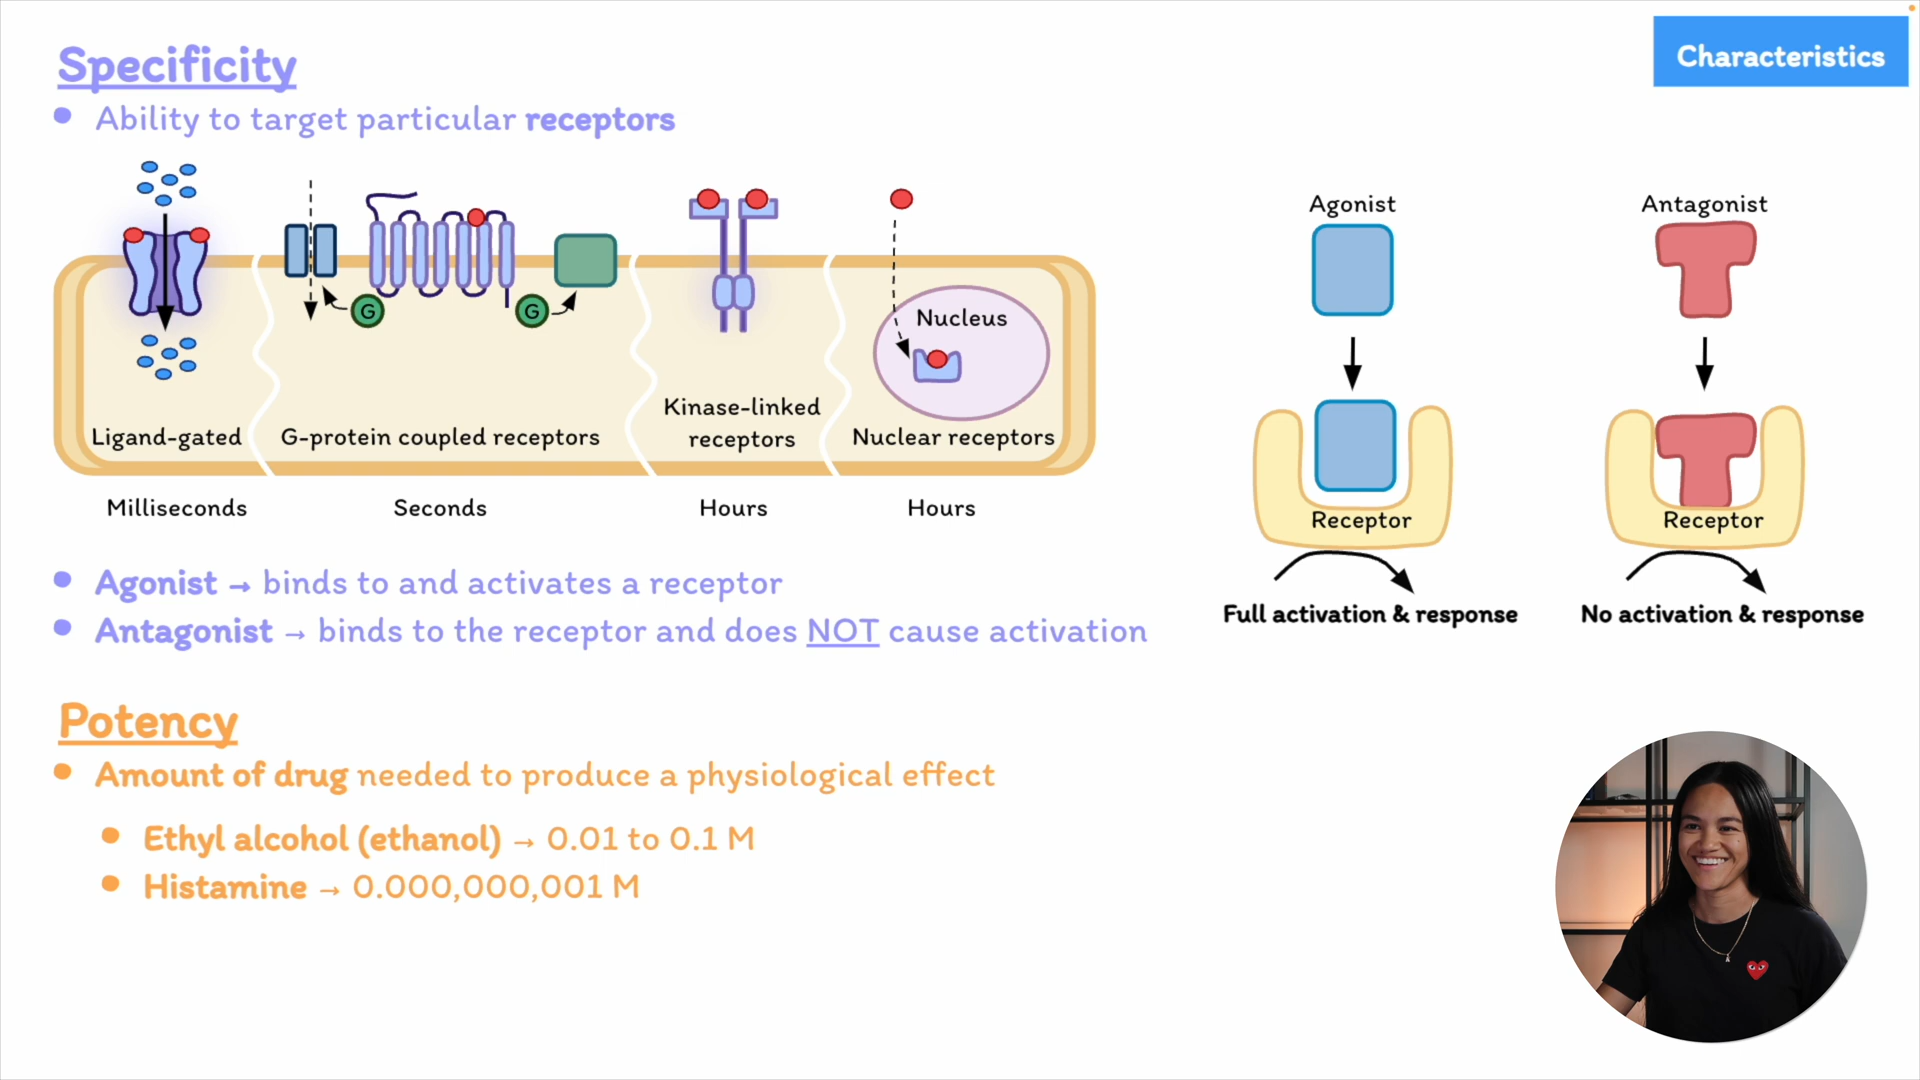 Characteristics
Specificity
• Ability to target particular receptors
G
G
Nucleus
Ligand-gated
G-protein coupled receptors
Kinase-linked
receptors
Nuclear receptors
Milliseconds
Seconds
Hours
Hours
Agonist
Antagonist
Receptor
Receptor
Full activation & response
No activation & response
• Agonist → binds to and activates a receptor
• Antagonist → binds to the receptor and does NOT cause activation
Potency
• Amount of drug needed to produce a physiological effect
• Ethyl alcohol (ethanol) → 0.01 to 0.1 M
• Histamine → 0.000,000,001 M